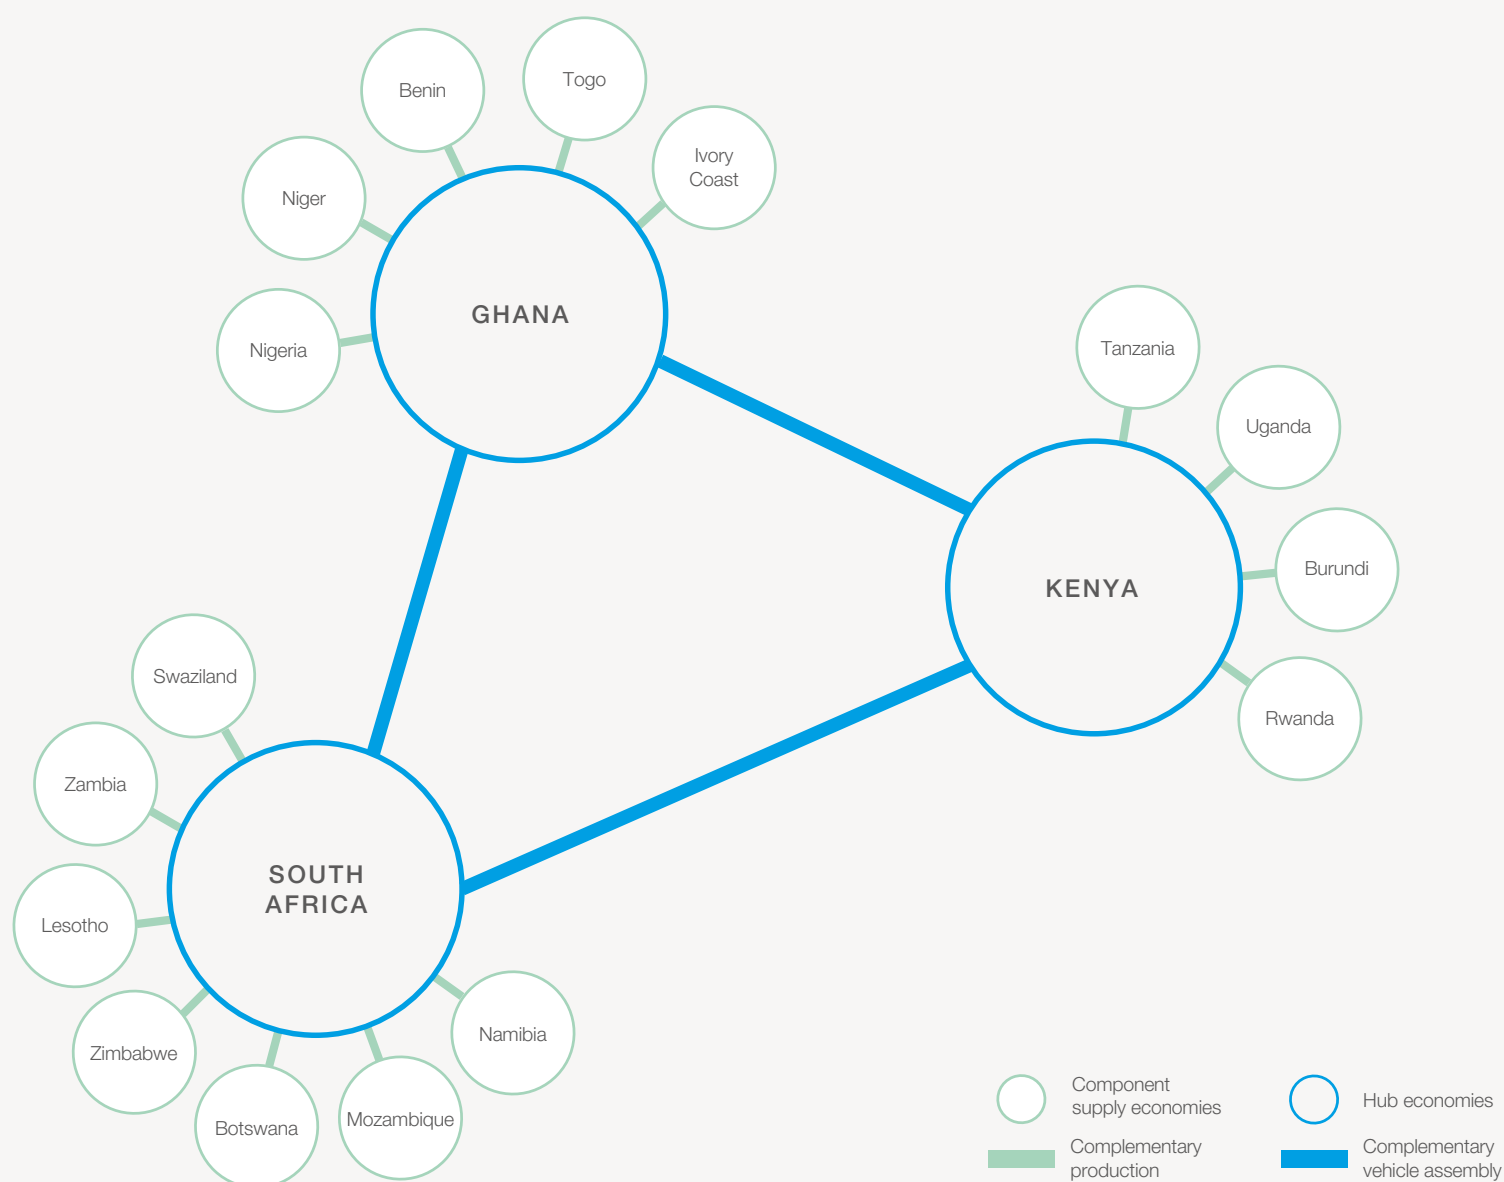 Togo
Benin
Ivory
Coast
Niger
GHANA
Nigeria
Tanzania
Uganda
Burundi
KENYA
Rwanda
Swaziland
Zambia
SOUTH
AFRICA
Lesotho
Namibia
Zimbabwe
Mozambique
Botswana
Component
supply economies
Hub economies
Complementary
production
Complementary
vehicle assembly